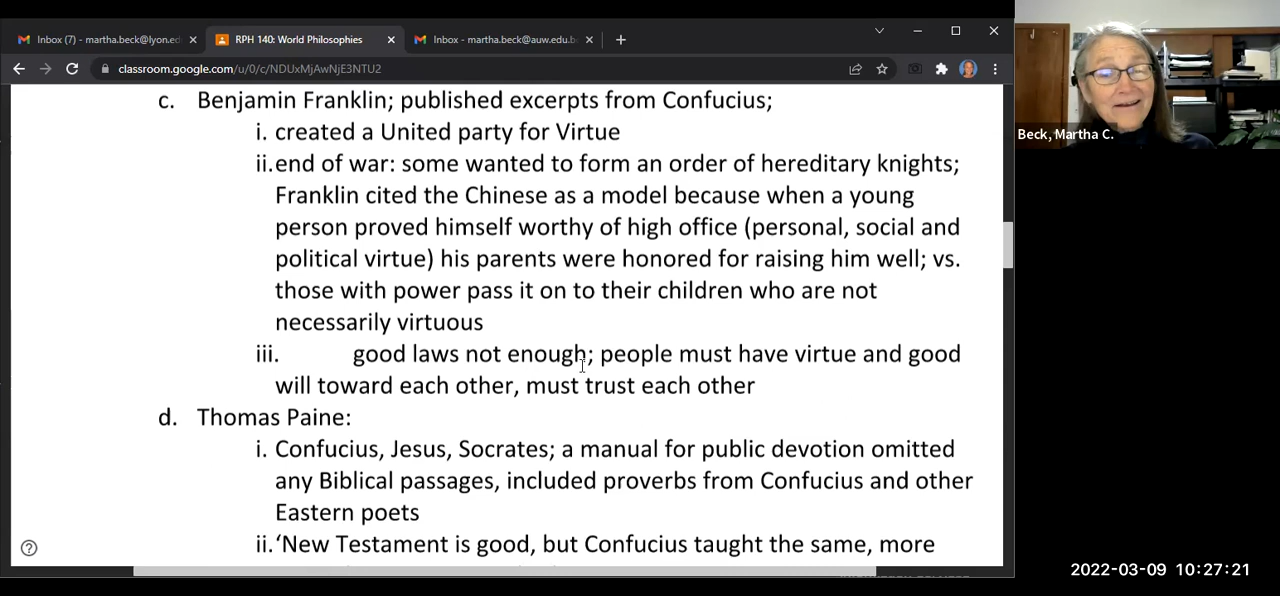 Inbox (7) - martha.beck@lyon.ed
RPH 140: World Philosophies
Inbox - martha.beck@auw.edu.b
classroom.google.com/u/0/c/NDUxMjAwNjE3NTU2
c. Benjamin Franklin; published excerpts from Confucius;
i. created a United party for Virtue
ii. end of war: some wanted to form an order of hereditary knights;
Franklin cited the Chinese as a model because when a young
person proved himself worthy of high office (personal, social and
political virtue) his parents were honored for raising him well; vs.
those with power pass it on to their children who are not
necessarily virtuous
iii. good laws not enough; people must have virtue and good
will toward each other, must trust each other
d. Thomas Paine:
i. Confucius, Jesus, Socrates; a manual for public devotion omitted
any Biblical passages, included proverbs from Confucius and other
Eastern poets
ii. ‘New Testament is good, but Confucius taught the same, more
Beck, Martha C.
2022-03-09 10:27:21